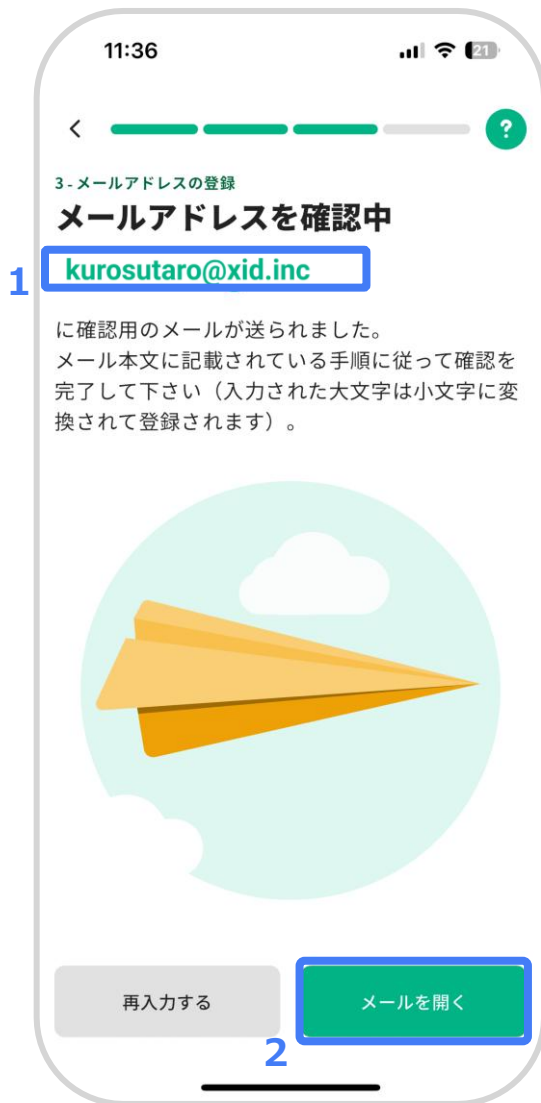 11:36
21
?
3-メールアドレスの登録
メールアドレスを確認中
1
kurosutaro@xid.inc
に確認用のメールが送られました。
メール本文に記載されている手順に従って確認を
完了して下さい（入力された大文字は小文字に変
換されて登録されます）。
再入力する
メールを開く
2